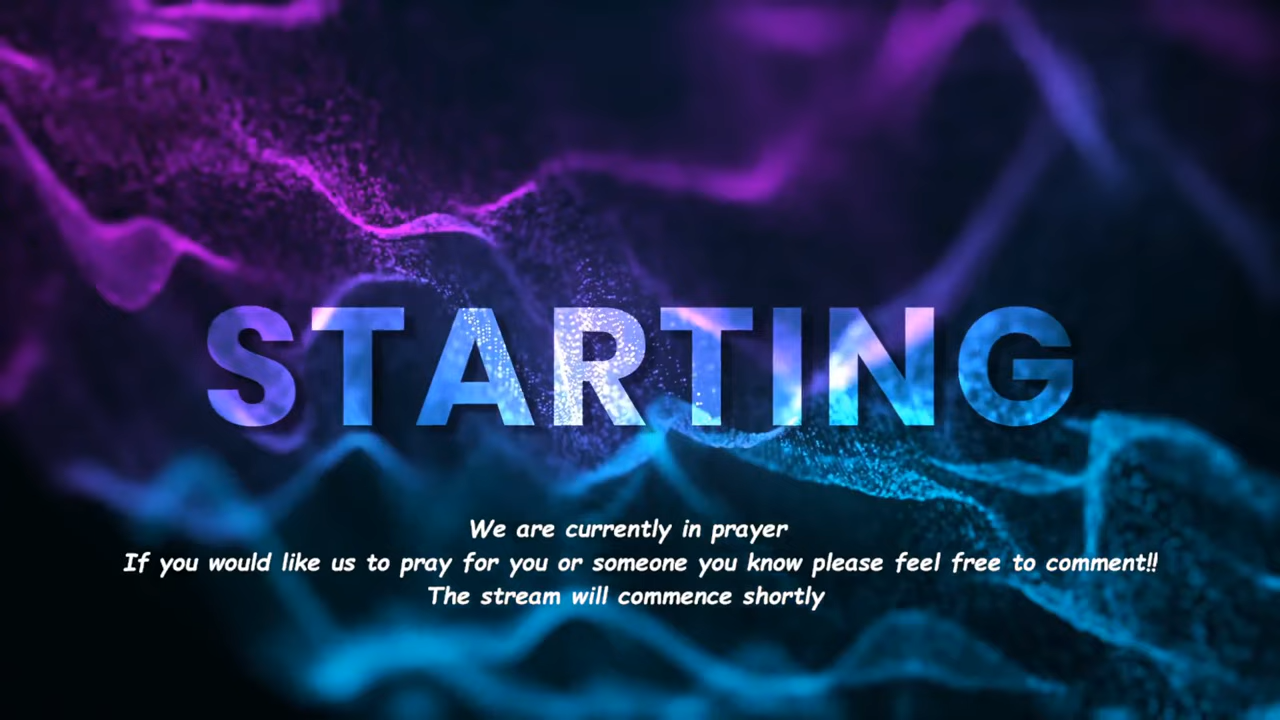 STARTING
We are currently in prayer
If you would like us to pray for you or someone you know please feel free to comment!!
The stream will commence shortly